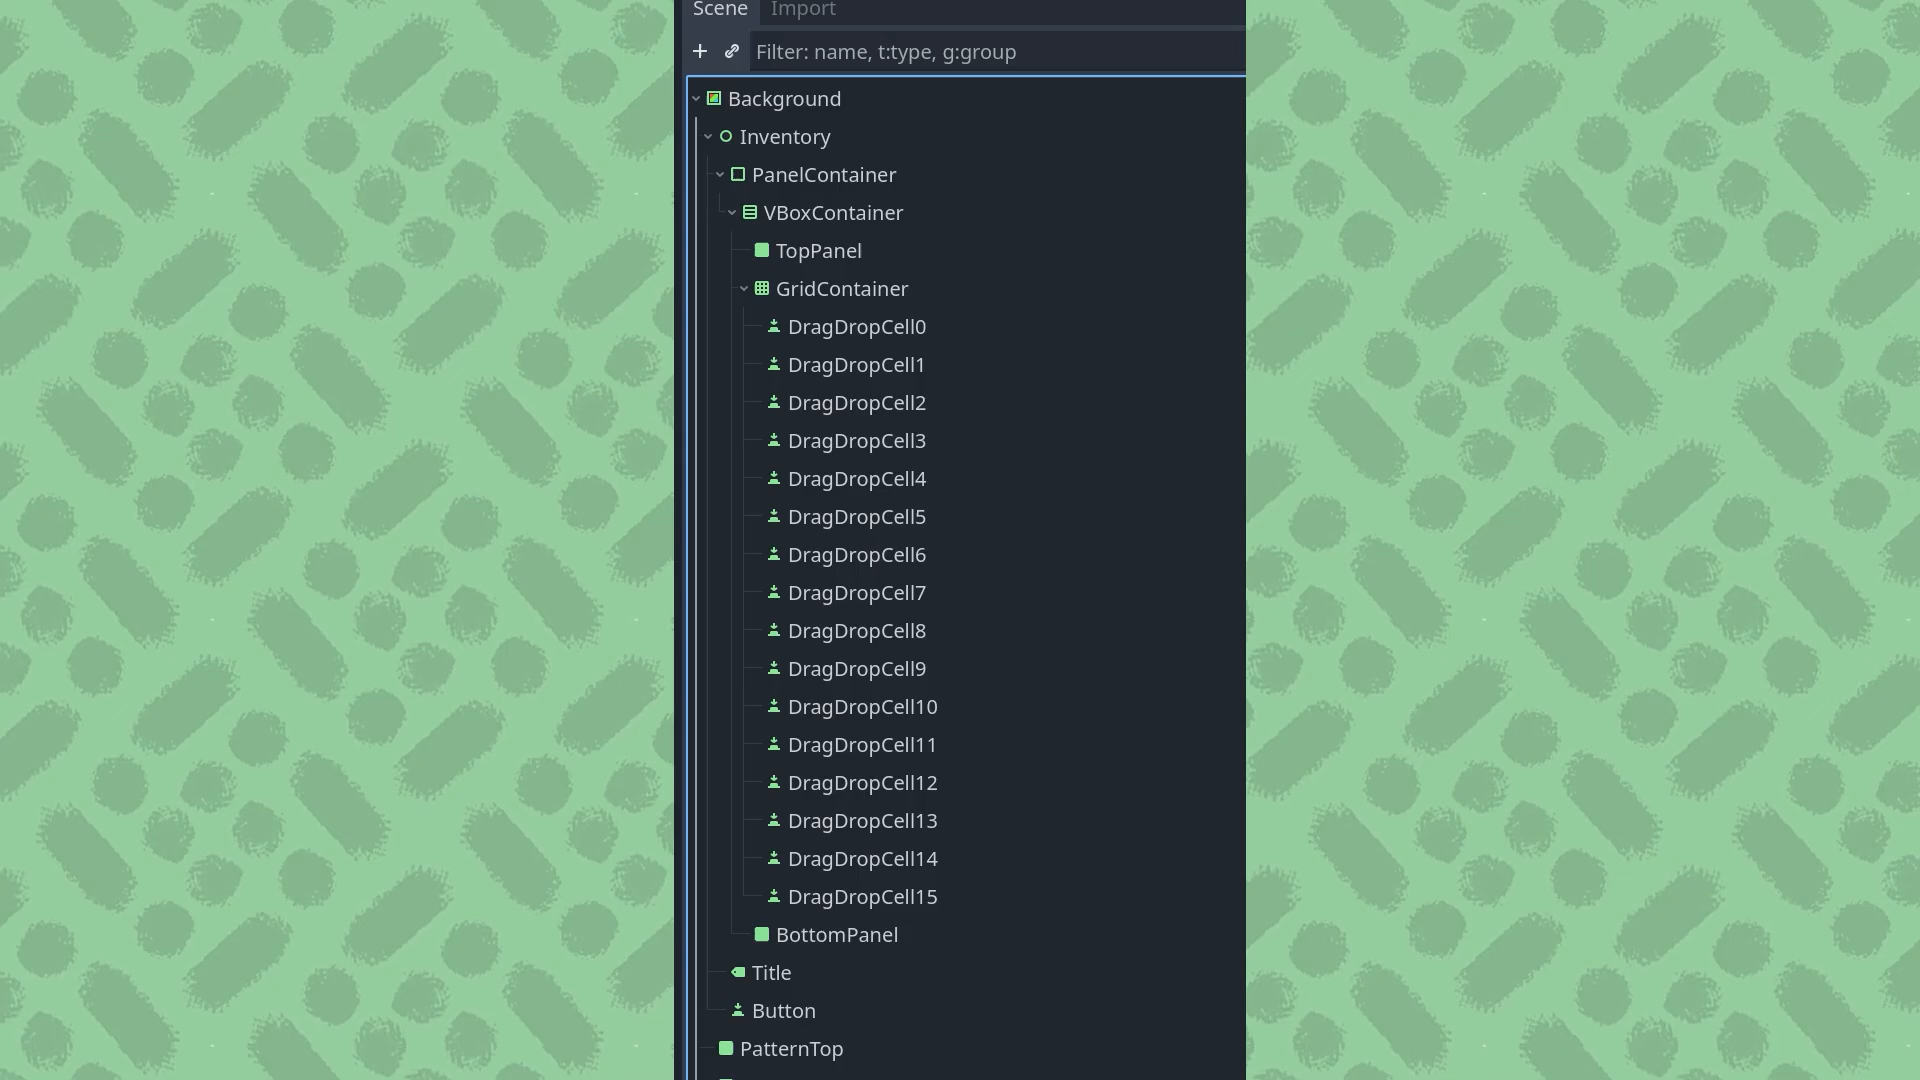 Scene Import
Filter: name, t:type, g:group
Background
Inventory
PanelContainer
VBoxContainer
TopPanel
GridContainer
DragDropCell0
DragDropCell1
DragDropCell2
DragDropCell3
DragDropCell4
DragDropCell5
DragDropCell6
DragDropCell7
DragDropCell8
DragDropCell9
DragDropCell10
DragDropCell11
DragDropCell12
DragDropCell13
DragDropCell14
DragDropCell15
BottomPanel
Title
Button
PatternTop